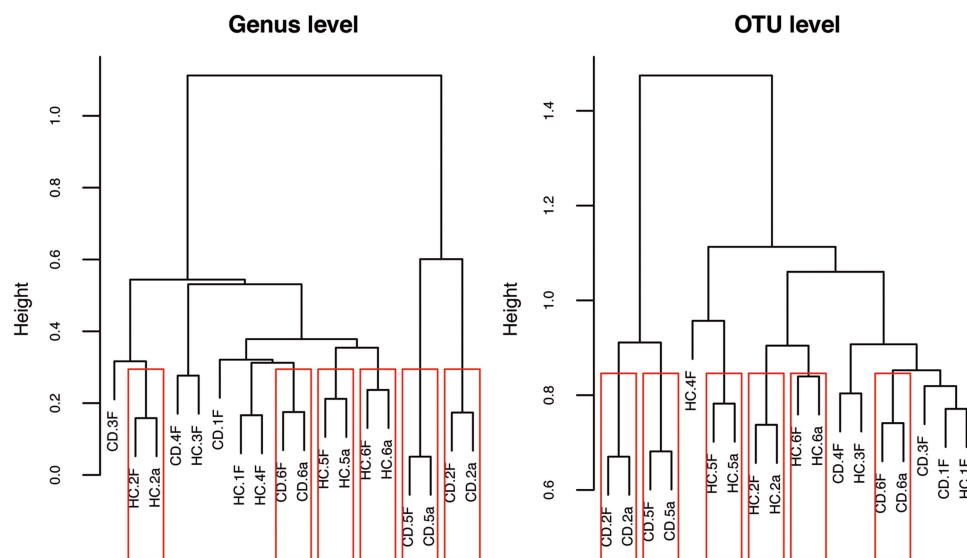 Genus level
Height
0.0
0.2
0.4
0.6
0.8
1.0
CD.3F
HC.2F
HC.2a
CD.4F
HC.3F
CD.1F
HC.1F
HC.4F
CD.6F
CD.6a
HC.5F
HC.5a
HC.6F
HC.6a
CD.5F
CD.5a
CD.2F
CD.2a
OTU level
Height
0.6
0.8
1.0
1.2
1.4
CD.2F
CD.2a
CD.5F
CD.5a
HC.4F
HC.5F
HC.5a
HC.2F
HC.2a
HC.6F
HC.6a
CD.4F
HC.3F
CD.6F
CD.6a
CD.3F
CD.1F
HC.1F